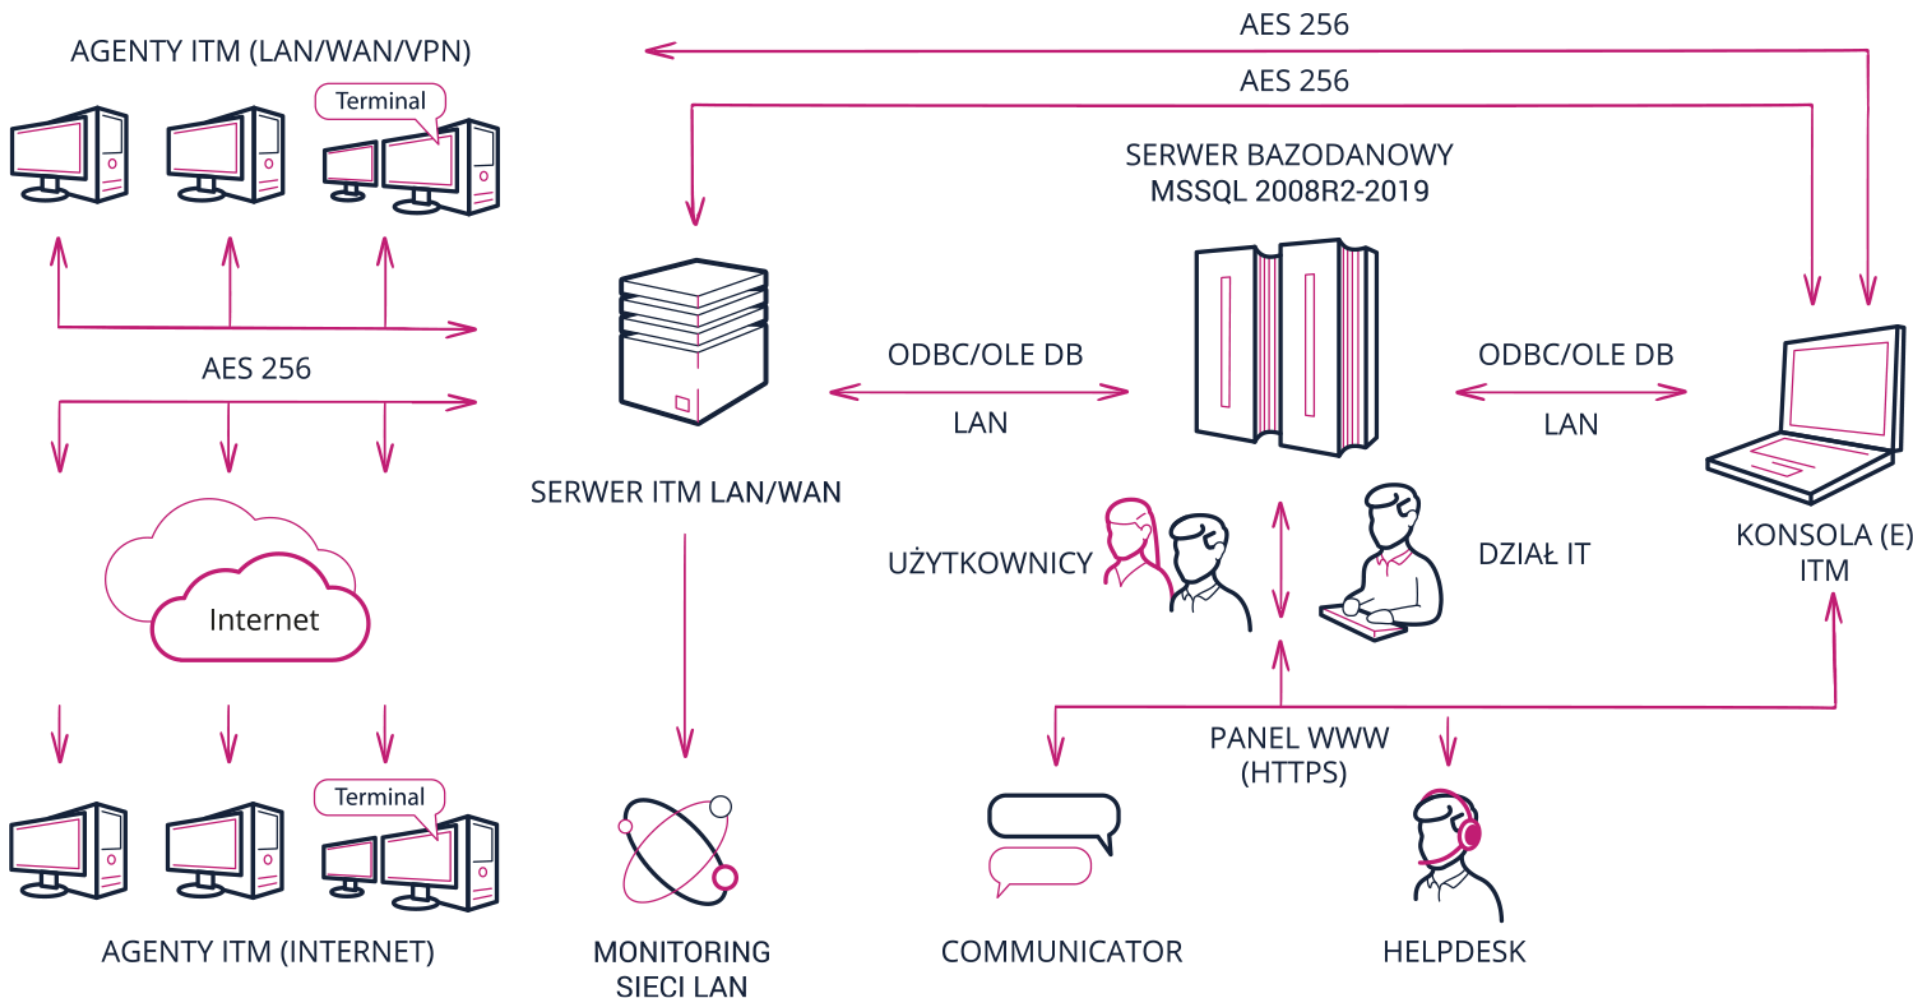 AES 256
AGENTY ITM (LAN/WAN/VPN)
AES 256
Terminal
SERWER BAZODANOWY
MSSQL 2008R2-2019
AES 256
ODBC/OLE DB
LAN
ODBC/OLE DB
LAN
SERWER ITM LAN/WAN
UŻYTKOWNICY
DZIAŁ IT
KONSOLA (E)
ITM
Internet
PANEL WWW
(HTTPS)
Terminal
AGENTY ITM (INTERNET)
MONITORING
SIECI LAN
COMMUNICATOR
HELPDESK